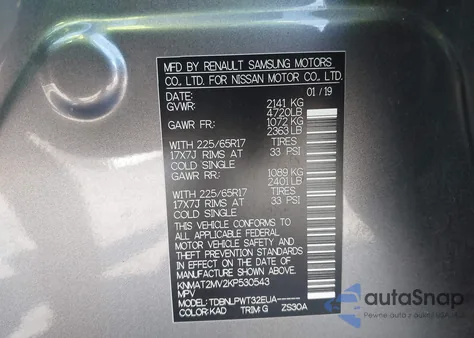 MFD BY RENAULT SAMSUNG MOTORS
CO., LTD. FOR NISSAN MOTOR CO., LTD.
DATE: 01/19
GVWR: 2141 KG
4720LB
GAWR FR: 1072 KG
2363 LB
WITH 225/65R17 TIRES
17X7J RIMS AT 33 PSI
COLD SINGLE
GAWR RR: 1089 KG
2401 LB
WITH 225/65R17 TIRES
17X7J RIMS AT 33 PSI
COLD SINGLE
THIS VEHICLE CONFORMS TO
ALL APPLICABLE FEDERAL
MOTOR VEHICLE SAFETY AND
THEFT PREVENTION STANDARDS
IN EFFECT ON THE DATE OF
MANUFACTURE SHOWN ABOVE.
KNMAT2MV2KP530543
MPV
MODEL: TDBNLPWT32EUA-----
COLOR: KAD TRIM G ZS30A
autoSnap
Pewne auto z USA